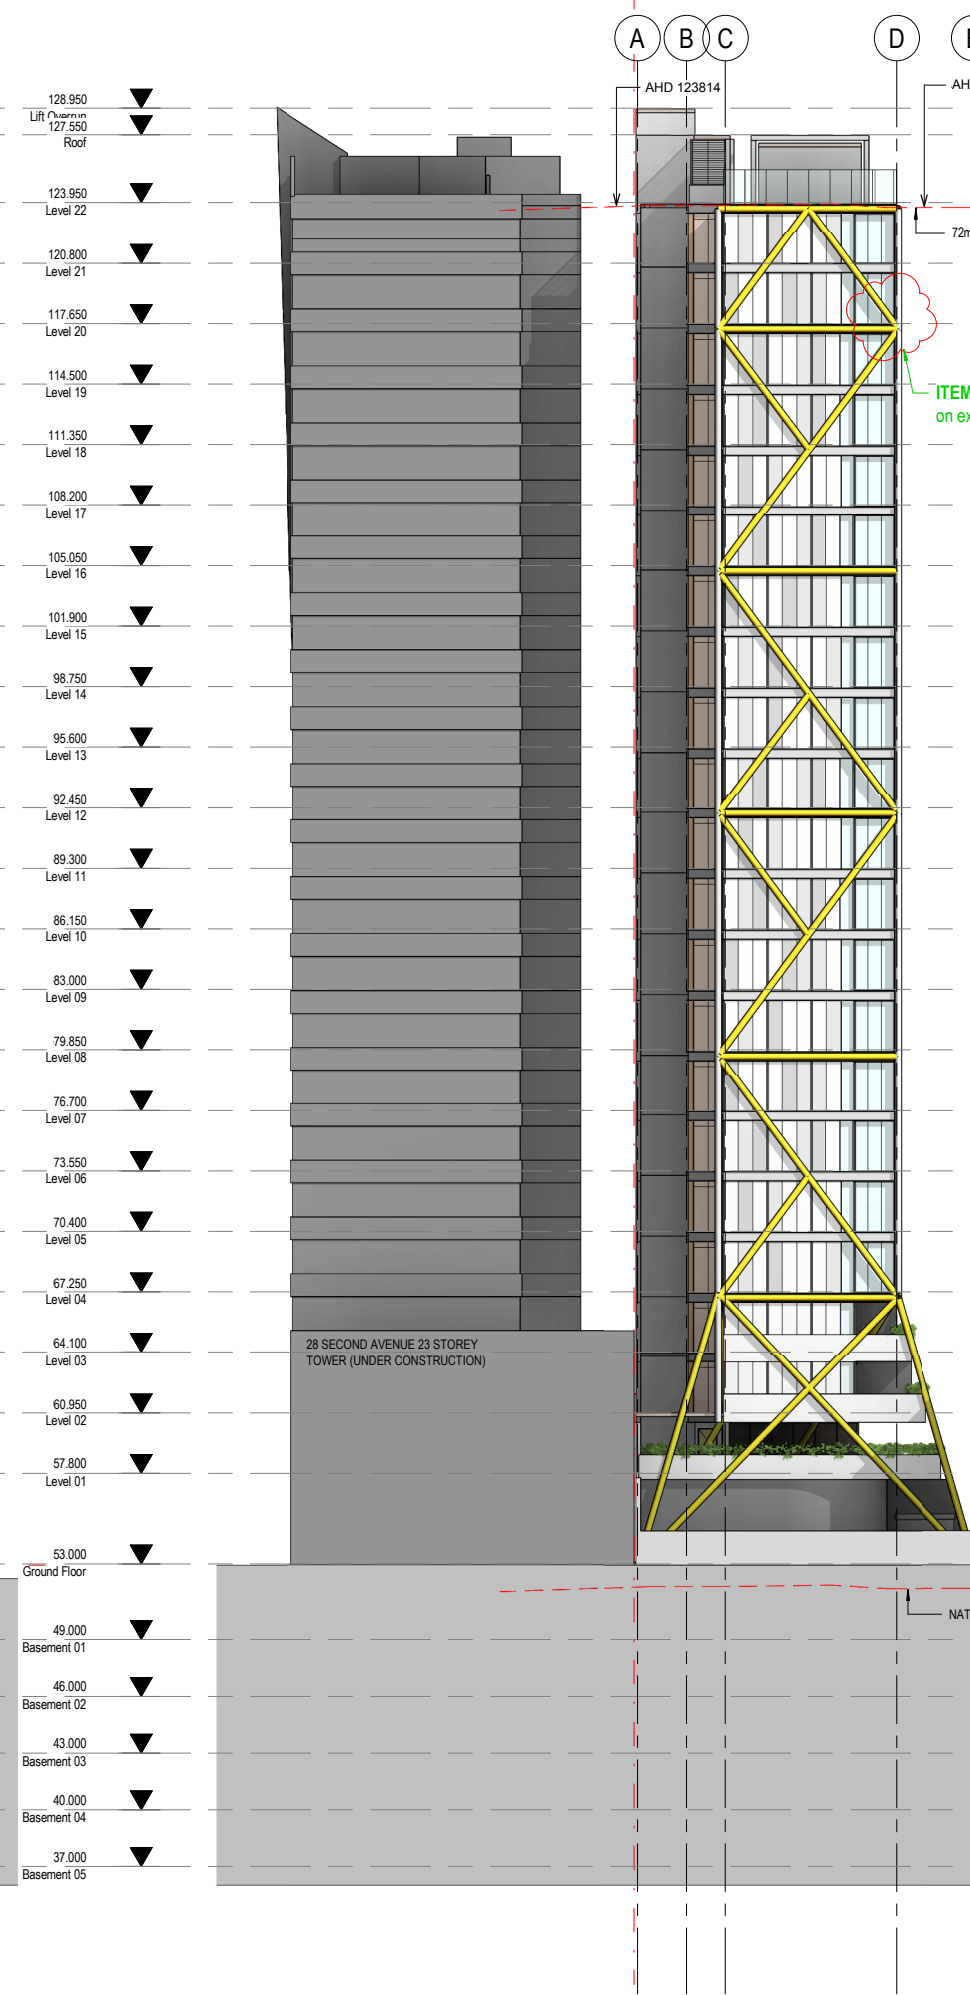 A B C D
AHD 123814
AH
128.950
Lift Overrun
127.550
Roof
123.950
Level 22
72m
120.800
Level 21
117.650
Level 20
114.500
Level 19
ITEM
on ex
111.350
Level 18
108.200
Level 17
105.050
Level 16
101.900
Level 15
98.750
Level 14
95.600
Level 13
92.450
Level 12
89.300
Level 11
86.150
Level 10
83.000
Level 09
79.850
Level 08
76.700
Level 07
73.550
Level 06
70.400
Level 05
67.250
Level 04
64.100
Level 03
28 SECOND AVENUE 23 STOREY
TOWER (UNDER CONSTRUCTION)
60.950
Level 02
57.800
Level 01
53.000
Ground Floor
NAT
49.000
Basement 01
46.000
Basement 02
43.000
Basement 03
40.000
Basement 04
37.000
Basement 05